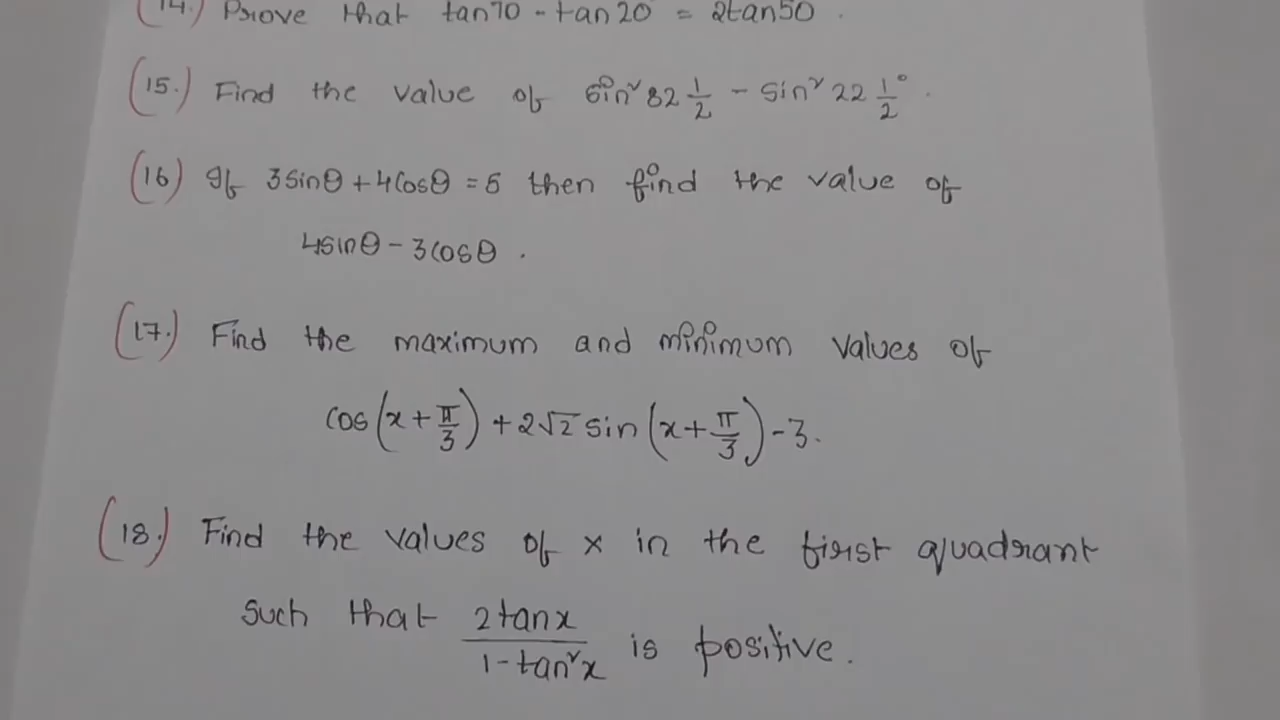 (14.) Prove that tan70 - tan20 = 2tan50.
(15.) Find the value of sin² 82 1/2 - sin² 22 1/2°.
(16) If 3sinθ + 4cosθ = 5 then find the value of
4sinθ - 3cosθ.
(17.) Find the maximum and minimum values of
cos(x + π/3) + 2√2 sin(x + π/3) - 3.
(18.) Find the values of x in the first quadrant
such that 2tanx / 1 - tan²x is positive.